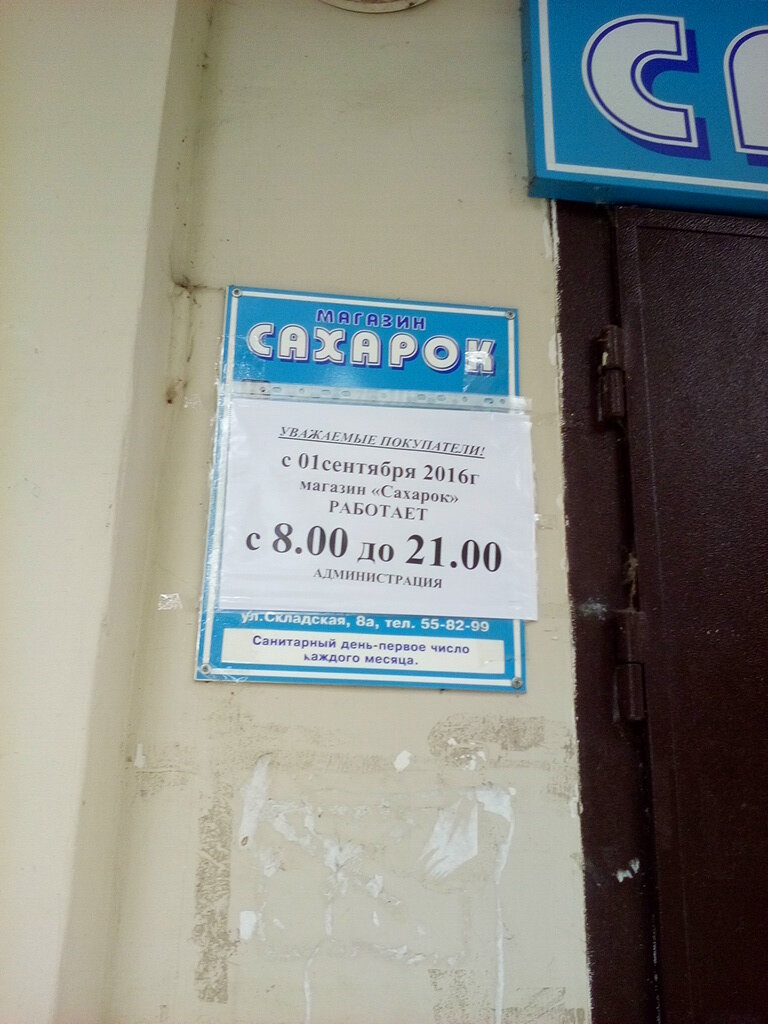 МАГАЗИН
САХАРОК
УВАЖАЕМЫЕ ПОКУПАТЕЛИ!
с 01сентября 2016г
магазин «Сахарок»
РАБОТАЕТ
с 8.00 до 21.00
АДМИНИСТРАЦИЯ
ул.Складская, 8а, тел. 55-82-99
Санитарный день-первое число
каждого месяца.
СА